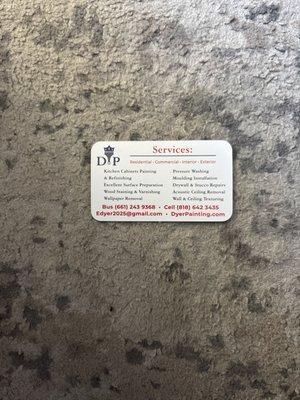 D P
Services:
Residential - Commercial - Interior - Exterior
Kitchen Cabinets Painting
& Refinishing
Excellent Surface Preparation
Wood Staining & Varnishing
Wallpaper Removal
Pressure Washing
Moulding Installation
Drywall & Stucco Repairs
Acoustic Ceiling Removal
Wall & Ceiling Texturing
Bus (661) 243 9368 • Cell (818) 642 3435
Edyer2025@gmail.com • DyerPainting.com